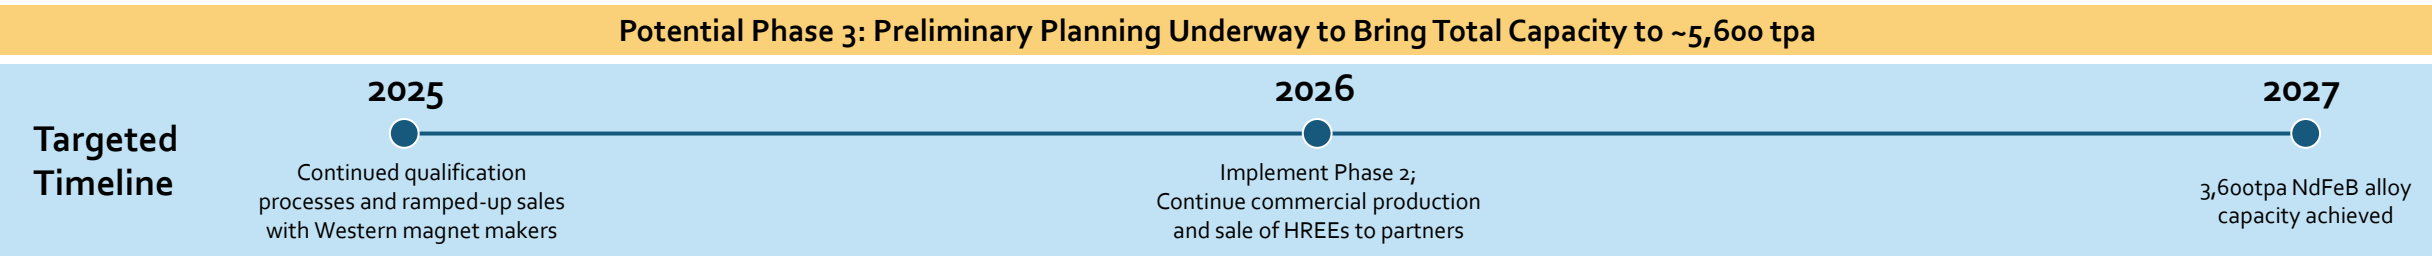 Potential Phase 3: Preliminary Planning Underway to Bring Total Capacity to ~5,600 tpa
Targeted
Timeline
2025
Continued qualification
processes and ramped-up sales
with Western magnet makers
2026
Implement Phase 2;
Continue commercial production
and sale of HREEs to partners
2027
3,600tpa NdFeB alloy
capacity achieved